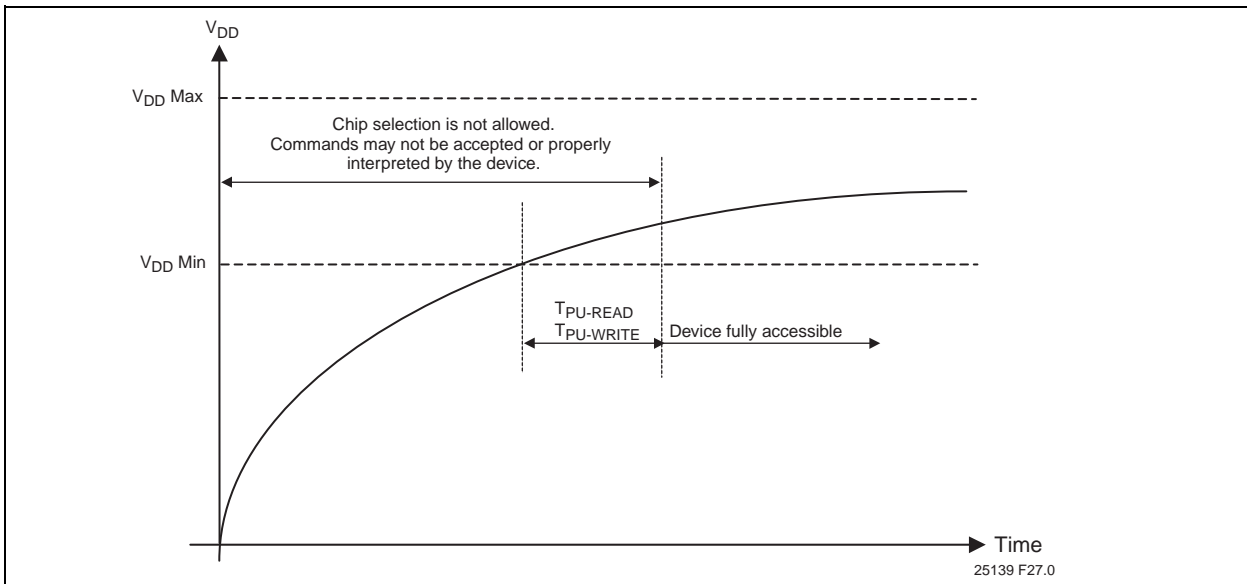 VDD
VDD Max
Chip selection is not allowed.
Commands may not be accepted or properly
interpreted by the device.
VDD Min
TPU-READ
TPU-WRITE
Device fully accessible
Time
25139 F27.0